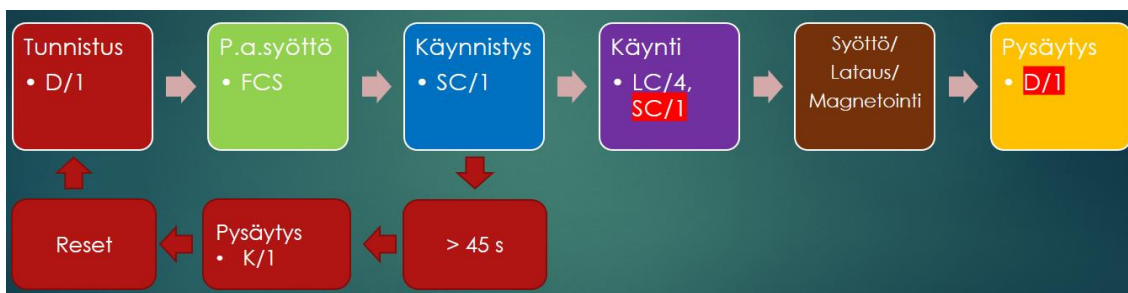 Tunnistus
• D/1
P.a.syöttö
• FCS
Käynnistys
• SC/1
Käynti
• LC/4,
SC/1
Syöttö/
Lataus/
Magnetointi
Pysäytys
• D/1
Reset
Pysäytys
• K/1
> 45 s